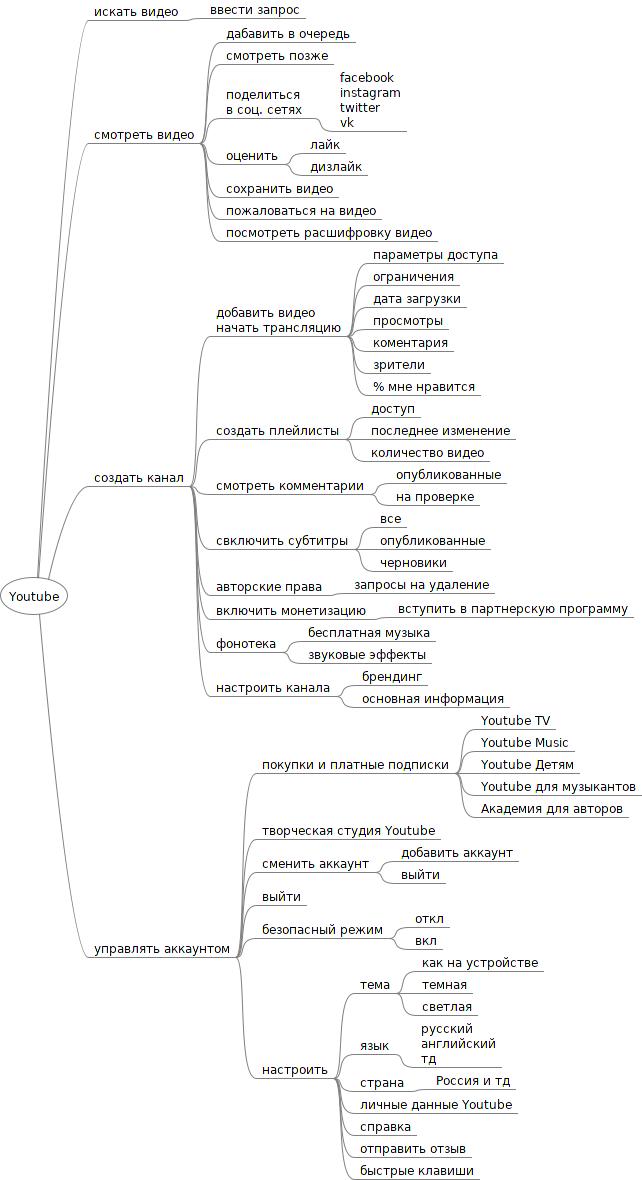 искать видео
ввести запрос
смотреть видео
дабавить в очередь
смотреть позже
поделиться
в соц. сетях
facebook
instagram
twitter
vk
оценить
лайк
дизлайк
сохранить видео
пожаловаться на видео
посмотреть расшифровку видео
создать канал
добавить видео
начать трансляцию
параметры доступа
ограничения
дата загрузки
просмотры
коментария
зрители
% мне нравится
создать плейлисты
доступ
последнее изменение
количество видео
смотреть комментарии
опубликованные
на проверке
свключить субтитры
все
опубликованные
черновики
авторские права
запросы на удаление
включить монетизацию
вступить в партнерскую программу
фонотека
бесплатная музыка
звуковые эффекты
настроить канала
брендинг
основная информация
Youtube
управлять аккаунтом
покупки и платные подписки
Youtube TV
Youtube Music
Youtube Детям
Youtube для музыкантов
Академия для авторов
творческая студия Youtube
сменить аккаунт
добавить аккаунт
выйти
выйти
безопасный режим
откл
вкл
настроить
тема
как на устройстве
темная
светлая
язык
русский
английский
тд
страна
Россия и тд
личные данные Youtube
справка
отправить отзыв
быстрые клавиши